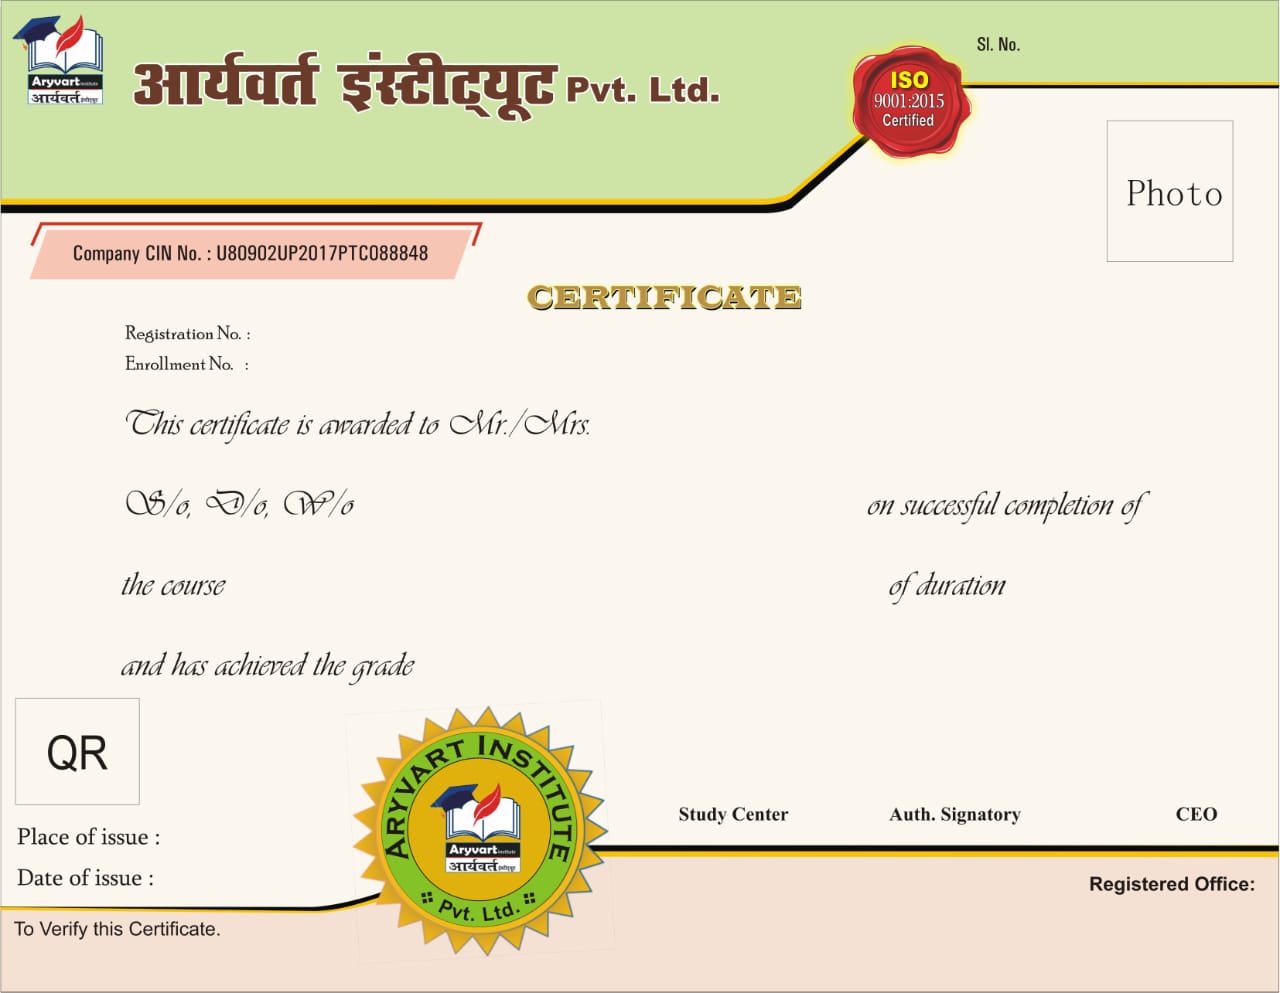 Aryvart Institute
आर्यवर्त इंस्टीट्यूट
आर्यवर्त इंस्टीट्यूट Pvt. Ltd.
Sl. No.
ISO
9001:2015
Certified
Photo
Company CIN No. : U80902UP2017PTC088848
CERTIFICATE
Registration No. :
Enrollment No. :
This certificate is awarded to Mr./Mrs.
S/o, D/o, W/o on successful completion of
the course of duration
and has achieved the grade
QR
ARYVART INSTITUTE
Aryvart Institute
आर्यवर्त इंस्टीट्यूट
Pvt. Ltd.
Study Center Auth. Signatory CEO
Place of issue :
Date of issue :
Registered Office:
To Verify this Certificate.